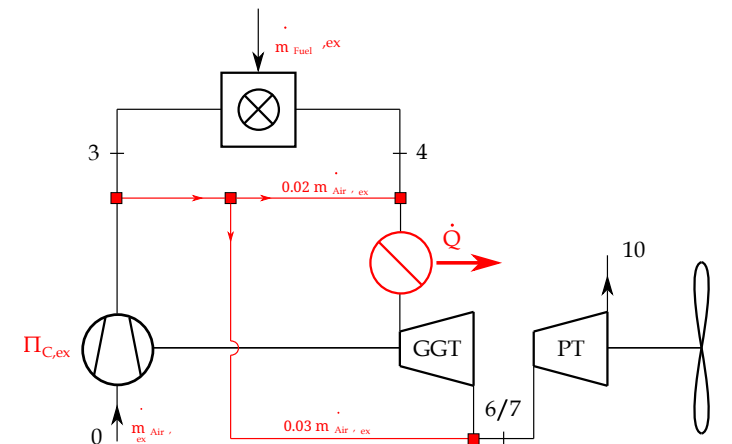 ṁ Fuel ,ex
3
4
0.02 ṁ Air , ex
Q̇
10
Π C,ex
GGT
PT
6/7
0.03 ṁ Air , ex
0
ṁ Air ,
ex